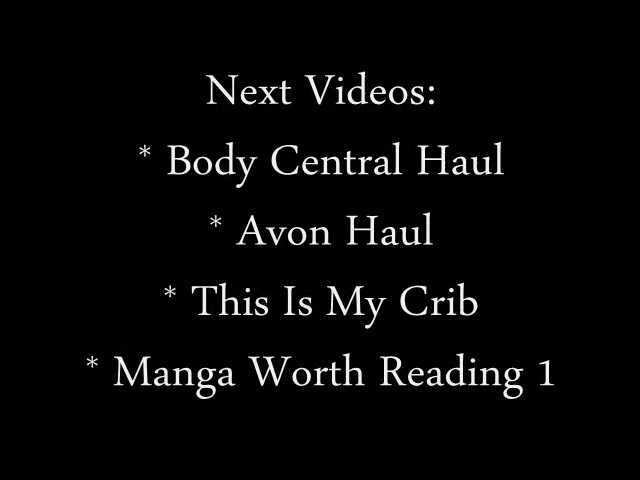 Next Videos:
* Body Central Haul
* Avon Haul
* This Is My Crib
* Manga Worth Reading 1